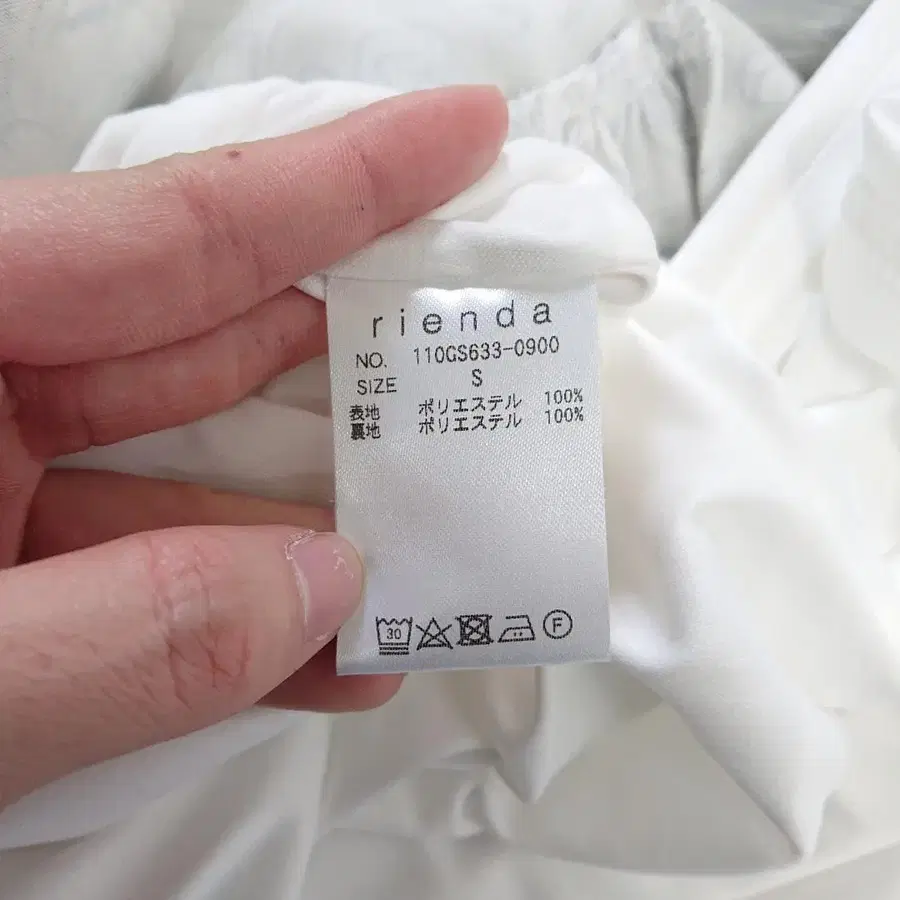 rienda
NO. 110GS633-0900
SIZE S
表地 ポリエステル 100%
裏地 ポリエステル 100%
30 F